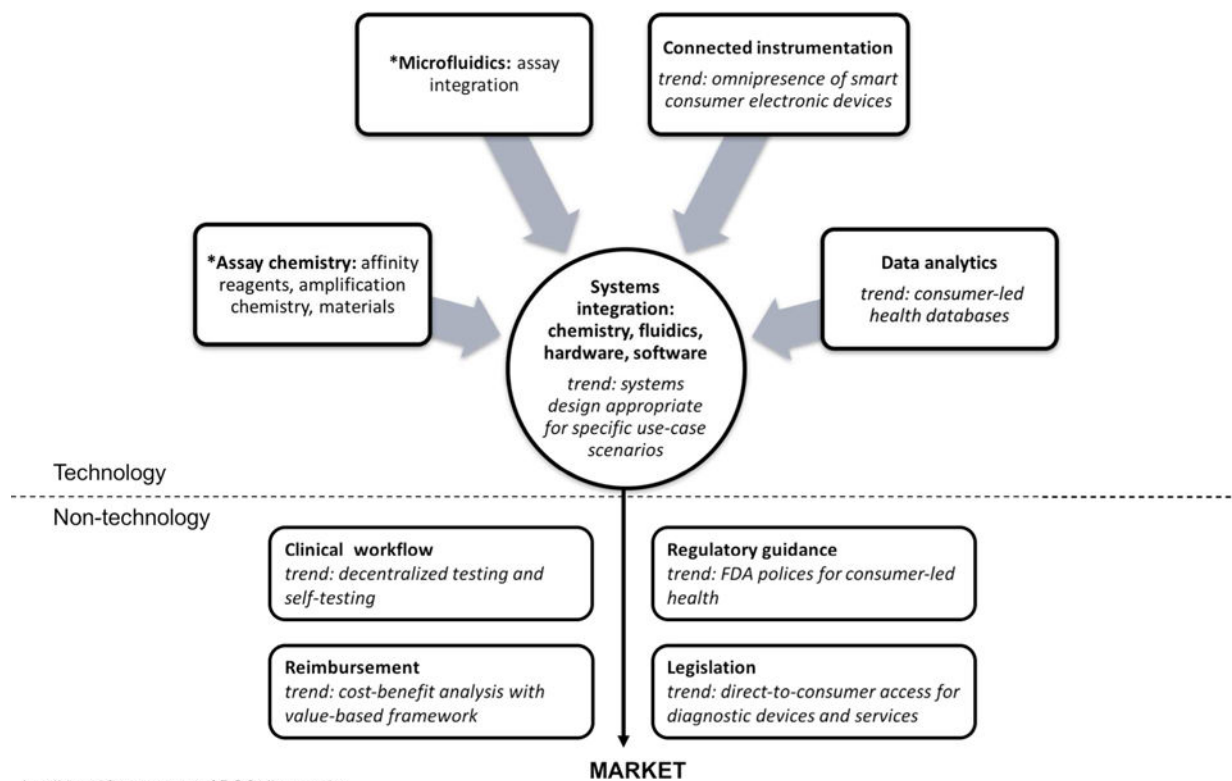 *Microfluidics: assay
integration
Connected instrumentation
trend: omnipresence of smart
consumer electronic devices
*Assay chemistry: affinity
reagents, amplification
chemistry, materials
Systems
integration:
chemistry, fluidics,
hardware, software
trend: systems
design appropriate
for specific use-case
scenarios
Data analytics
trend: consumer-led
health databases
Technology
Non-technology
Clinical workflow
trend: decentralized testing and
self-testing
Regulatory guidance
trend: FDA polices for consumer-led
health
Reimbursement
trend: cost-benefit analysis with
value-based framework
Legislation
trend: direct-to-consumer access for
diagnostic devices and services
MARKET